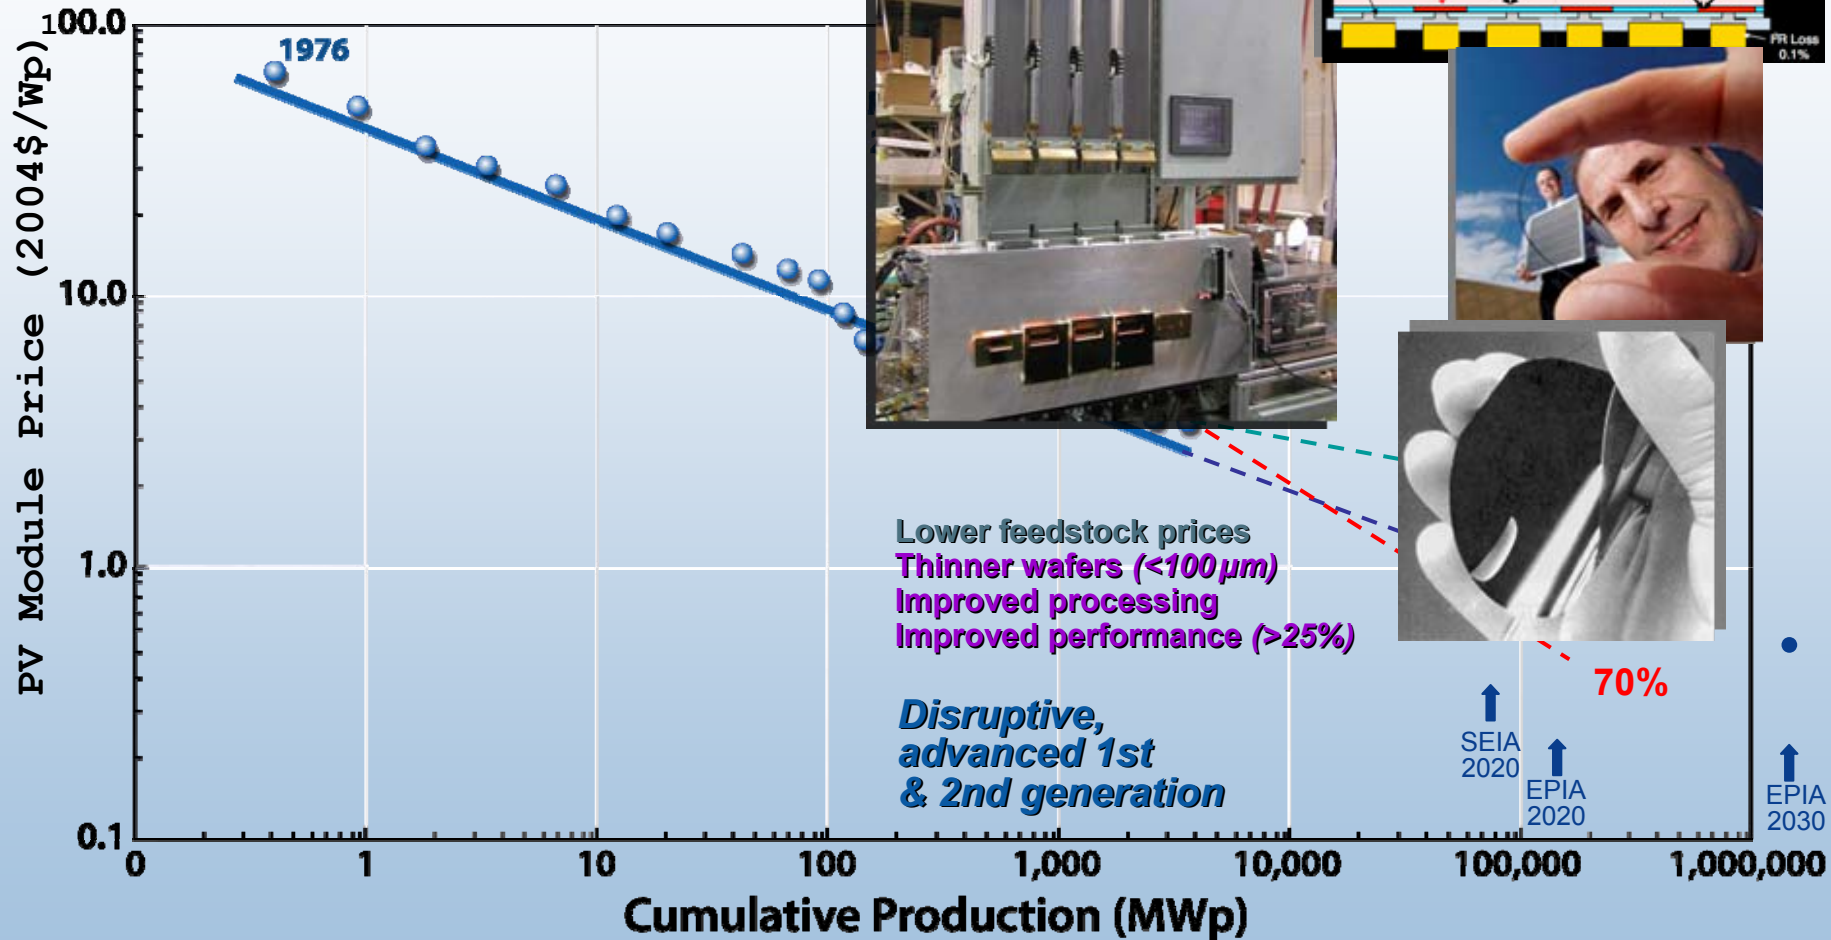 PV Module Price (2004$/Wp)
100.0
10.0
1.0
0.1
1976
PR Loss
0.1%
Lower feedstock prices
Thinner wafers (<100 µm)
Improved processing
Improved performance (>25%)
Disruptive,
advanced 1st
& 2nd generation
70%
SEIA
2020
EPIA
2020
EPIA
2030
0 1 10 100 1,000 10,000 100,000 1,000,000
Cumulative Production (MWp)